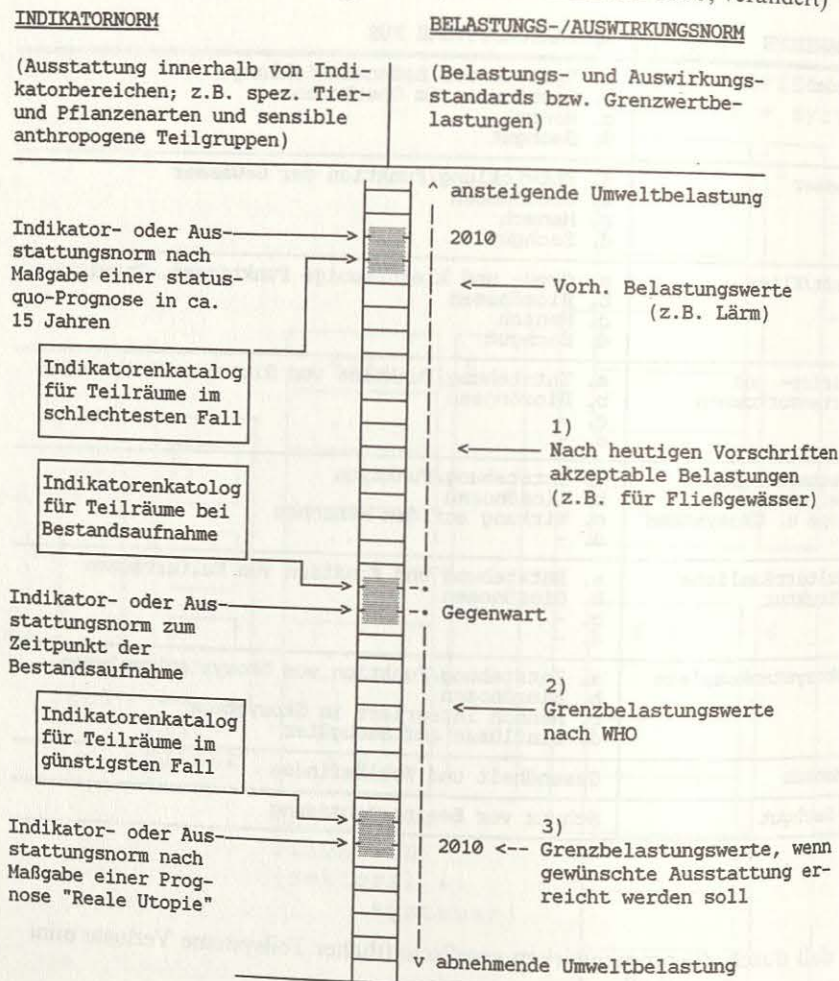 verändert)
INDIKATORNORM
(Ausstattung innerhalb von Indi-
katorbereichen; z.B. spez. Tier-
und Pflanzenarten und sensible
anthropogene Teilgruppen)
BELASTUNGS-/AUSWIRKUNGSNORM
(Belastungs- und Auswirkungs-
standards bzw. Grenzwertbe-
lastungen)
^ ansteigende Umweltbelastung
Indikator- oder Aus-
stattungsnorm nach
Maßgabe einer status-
quo-Prognose in ca.
15 Jahren
2010
<---- Vorh. Belastungswerte
(z.B. Lärm)
Indikatorenkatalog
für Teilräume im
schlechtesten Fall
1)
<---- Nach heutigen Vorschriften
akzeptable Belastungen
(z.B. für Fließgewässer)
Indikatorenkatolog
für Teilräume bei
Bestandsaufnahme
Indikator- oder Aus-
stattungsnorm zum
Zeitpunkt der
Bestandsaufnahme
Gegenwart
2)
<---- Grenzbelastungswerte
nach WHO
Indikatorenkatalog
für Teilräume im
günstigsten Fall
Indikator- oder Aus-
stattungsnorm nach
Maßgabe einer Prog-
nose "Reale Utopie"
3)
2010 <-- Grenzbelastungswerte, wenn
gewünschte Ausstattung er-
reicht werden soll
v abnehmende Umweltbelastung